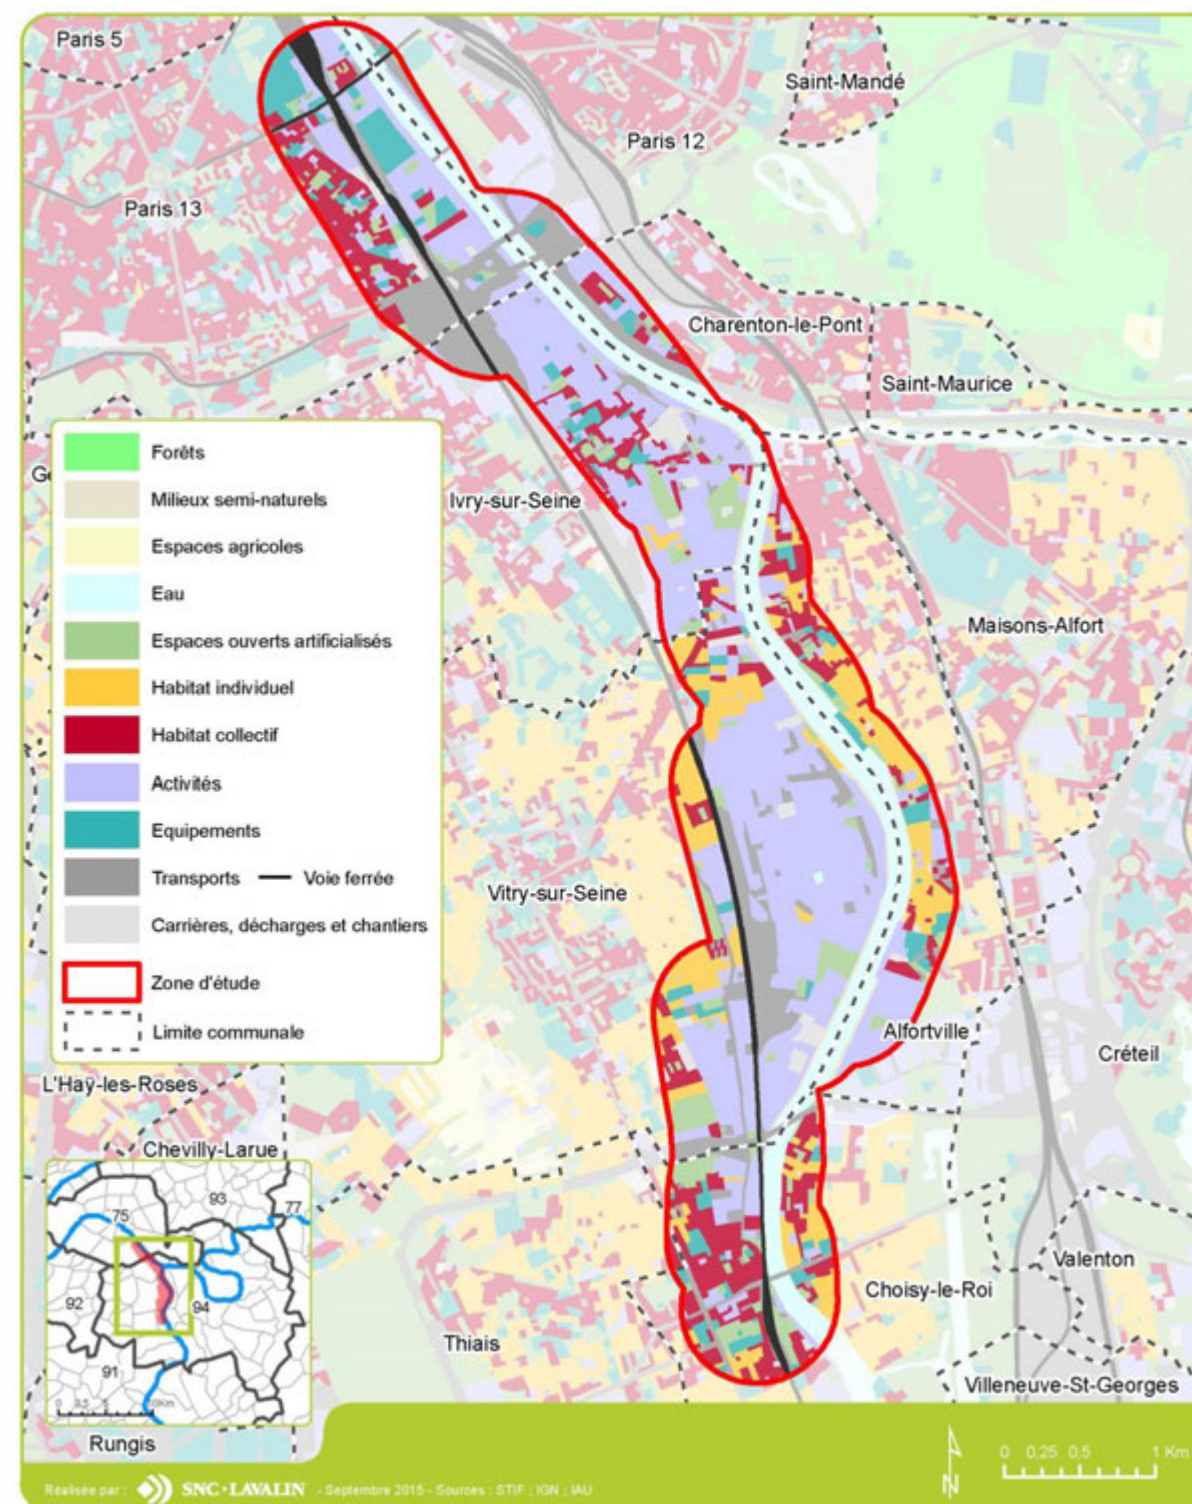 Paris 5
Saint-Mandé
Paris 12
Paris 13
Charenton-le-Pont
Saint-Maurice
Ivry-sur-Seine
Maisons-Alfort
Vitry-sur-Seine
Alfortville
Créteil
L'Haÿ-les-Roses
Chevilly-Larue
Choisy-le-Roi
Valenton
Thiais
Villeneuve-St-Georges
Rungis
Forêts
Milieux semi-naturels
Espaces agricoles
Eau
Espaces ouverts artificialisés
Habitat individuel
Habitat collectif
Activités
Equipements
Transports
Voie ferrée
Carrières, décharges et chantiers
Zone d'étude
Limite communale
93
77
75
92
94
91
Réalisée par : SNC·LAVALIN - Septembre 2015 - Sources : STIF ; IGN ; IAU
N
0 0,25 0,5 1 Km